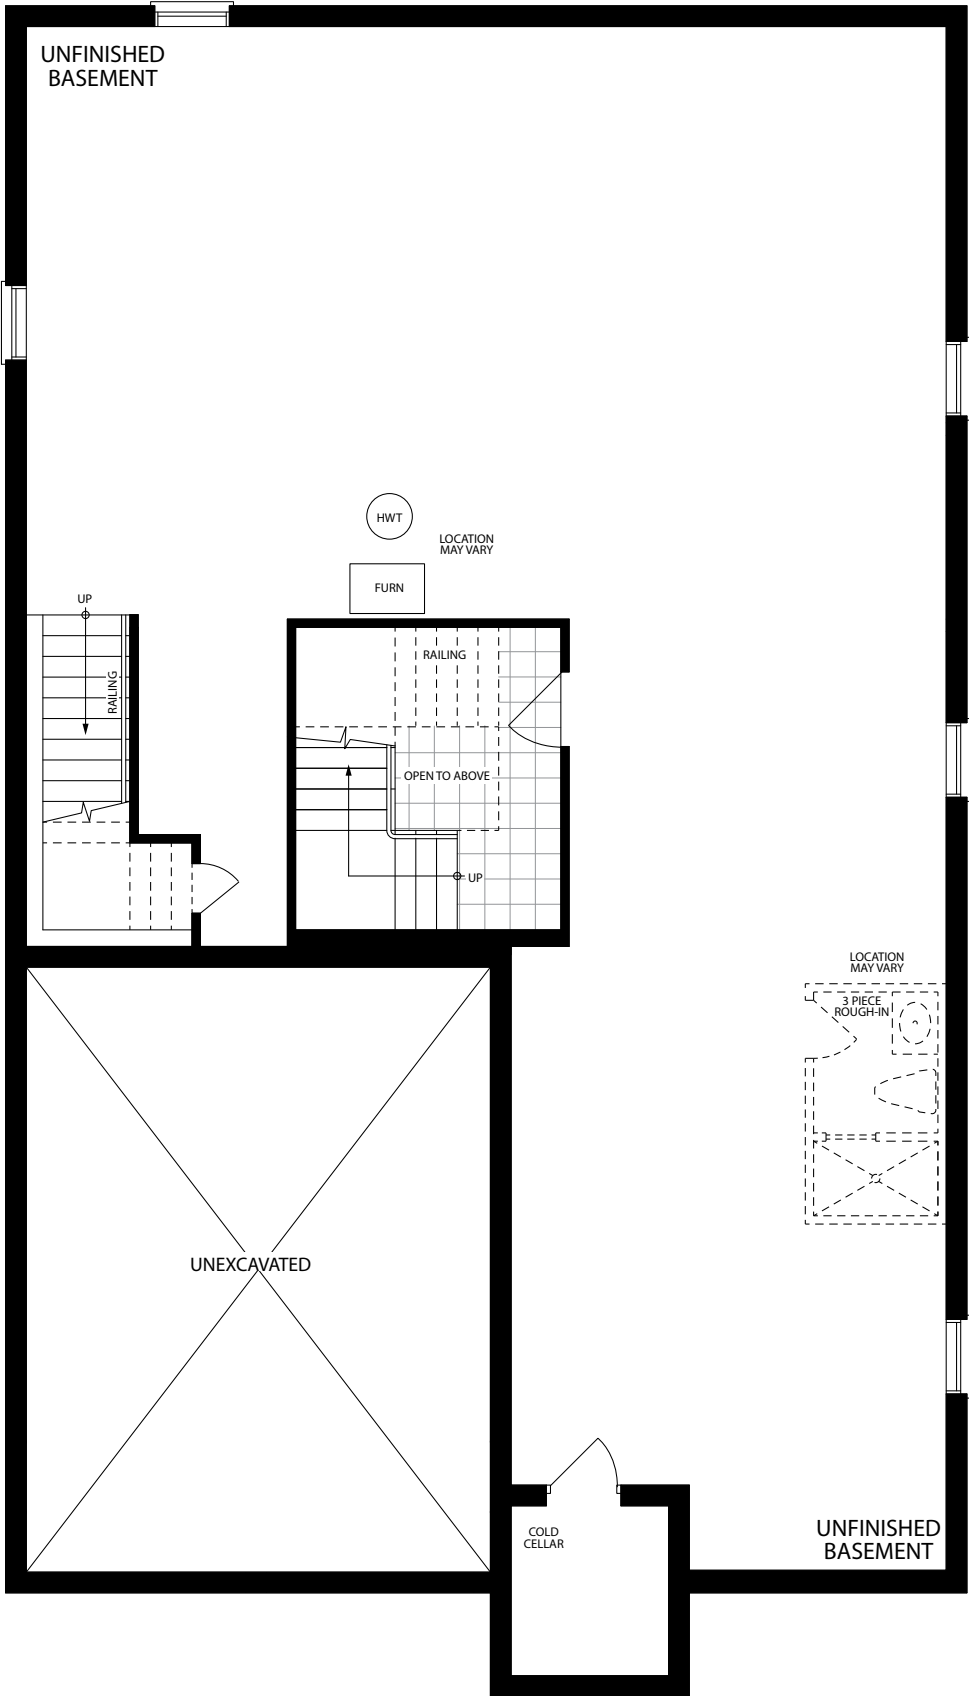 UNFINISHED
BASEMENT
HWT
LOCATION
MAY VARY
FURN
UP
RAILING
RAILING
OPEN TO ABOVE
UP
LOCATION
MAY VARY
3 PIECE
ROUGH-IN
UNEXCAVATED
COLD
CELLAR
UNFINISHED
BASEMENT